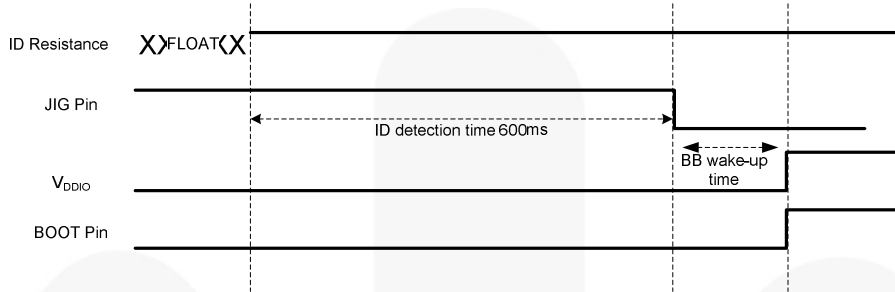 ID Resistance
FLOAT
JIG Pin
ID detection time 600ms
BB wake-up
time
VDDIO
BOOT Pin